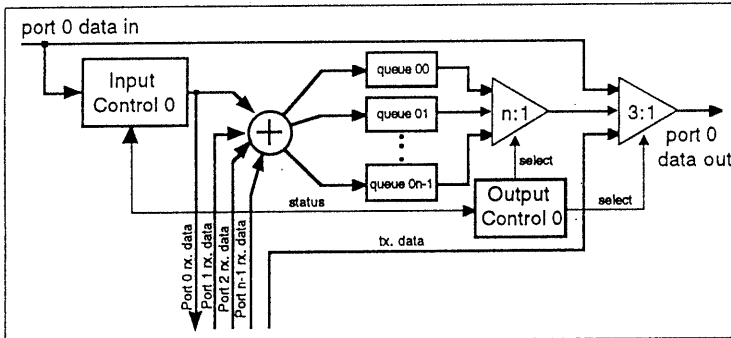 port 0 data in
Input
Control 0
queue 00
queue 01
queue 0n-1
n:1
3:1
port 0
data out
select
Output
Control 0
select
status
tx. data
Port 0 rx. data
Port 1 rx. data
Port 2 rx. data
Port n-1 rx. data